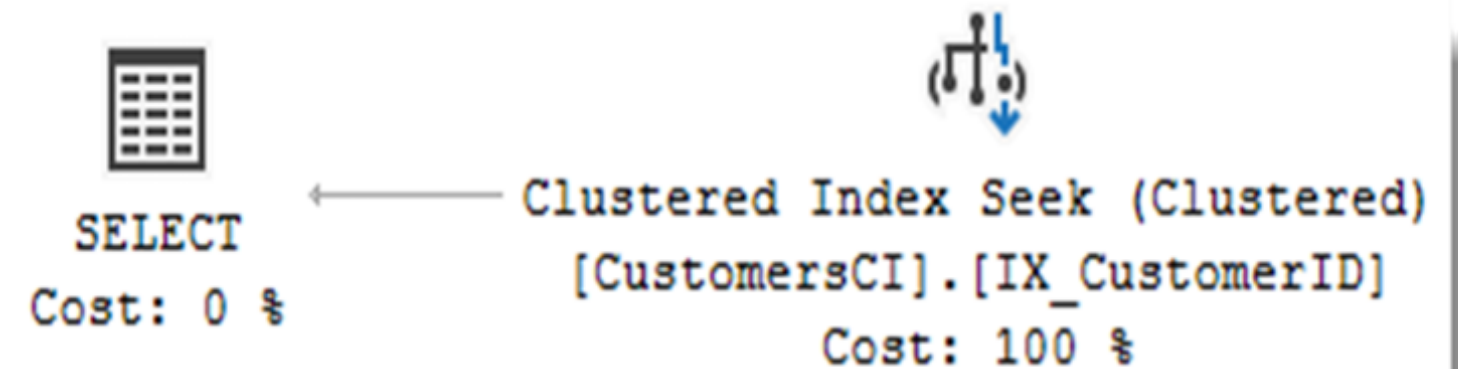 SELECT
Cost: 0 %
Clustered Index Seek (Clustered)
[CustomersCI].[IX_CustomerID]
Cost: 100 %